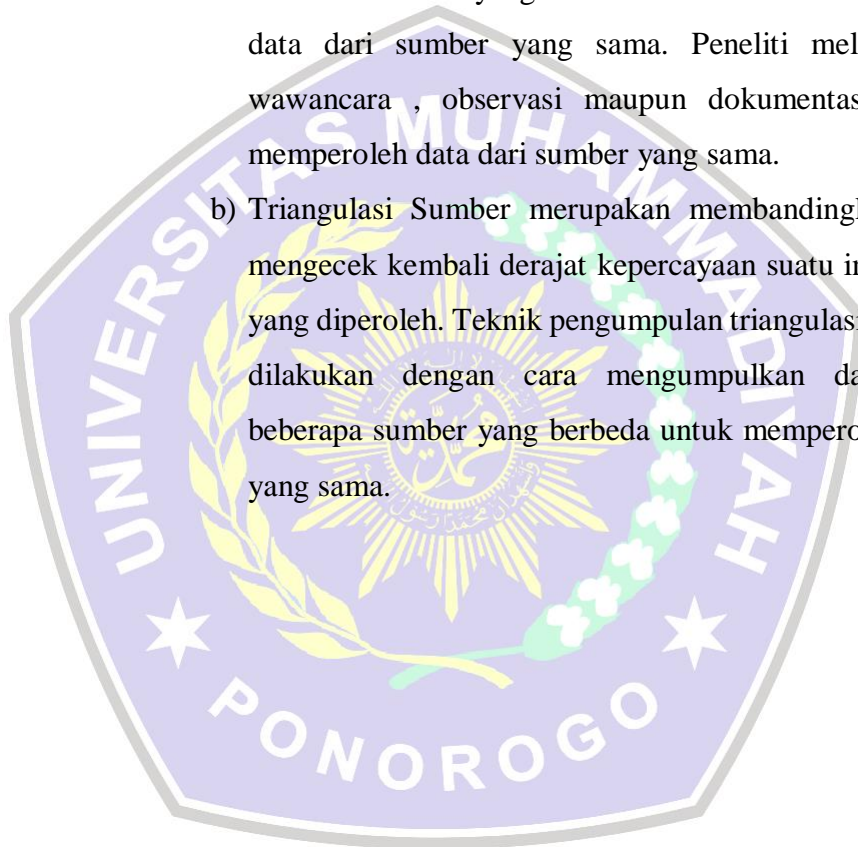 data dari sumber yang sama. Peneliti mel
wawancara , observasi maupun dokumentas
memperoleh data dari sumber yang sama.
b) Triangulasi Sumber merupakan membandingk
mengecek kembali derajat kepercayaan suatu in
yang diperoleh. Teknik pengumpulan triangulasi
dilakukan dengan cara mengumpulkan da
beberapa sumber yang berbeda untuk mempero
yang sama.
UNIVERSITAS MUHAMMADIYAH
PONOROGO